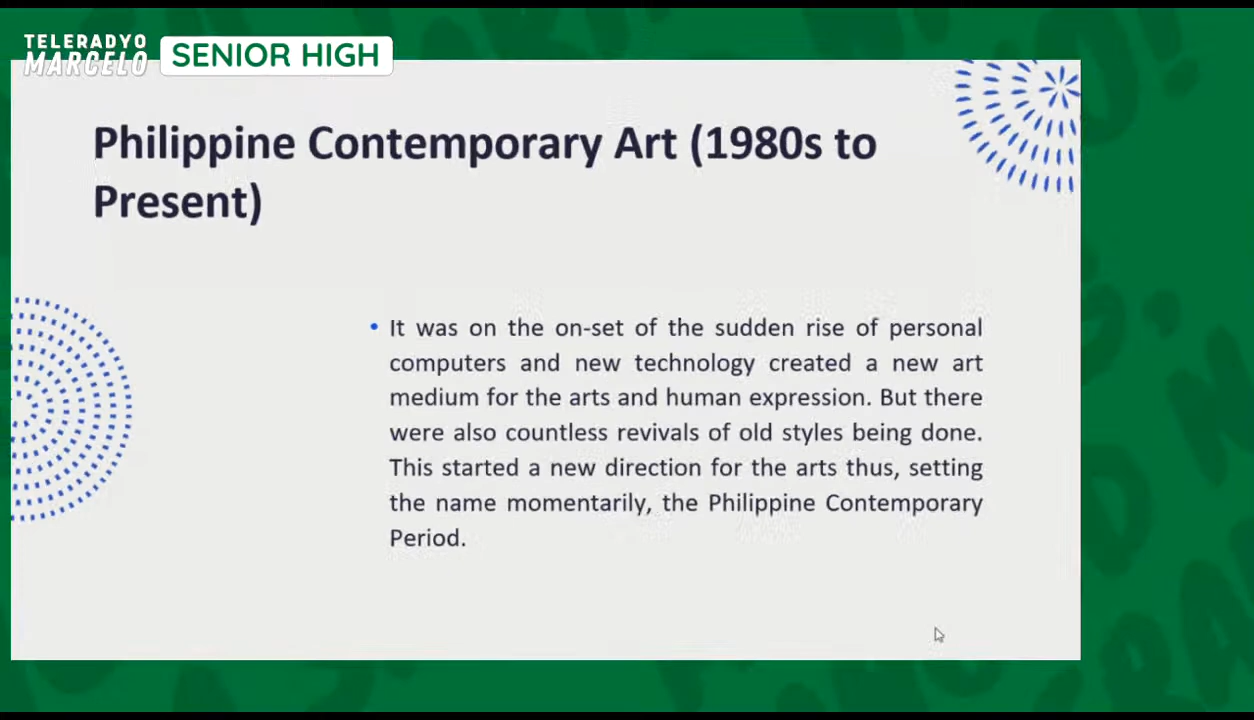 TELERADYO
MARCELO
SENIOR HIGH
Philippine Contemporary Art (1980s to
Present)
• It was on the on-set of the sudden rise of personal
computers and new technology created a new art
medium for the arts and human expression. But there
were also countless revivals of old styles being done.
This started a new direction for the arts thus, setting
the name momentarily, the Philippine Contemporary
Period.